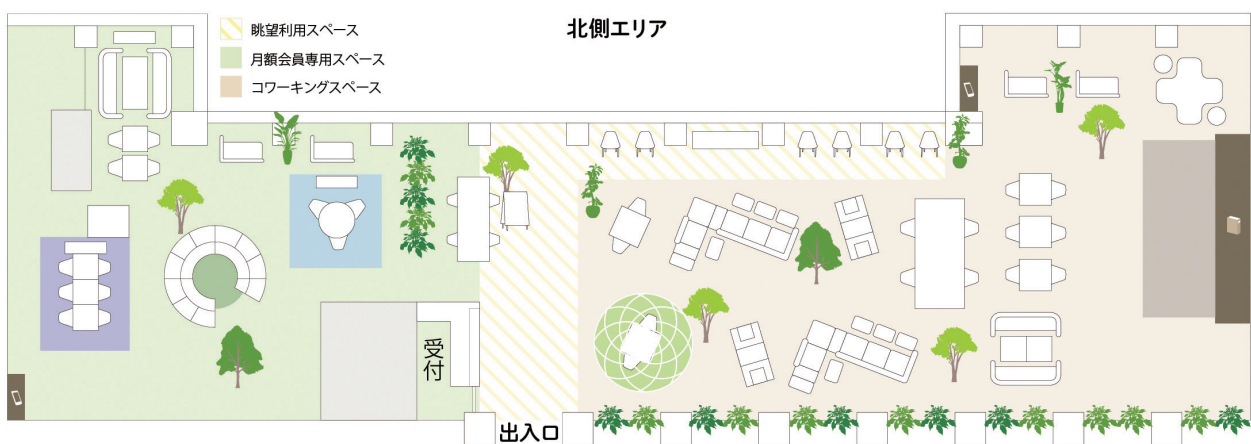 北側エリア
眺望利用スペース
月額会員専用スペース
コワーキングスペース
受付
出入口